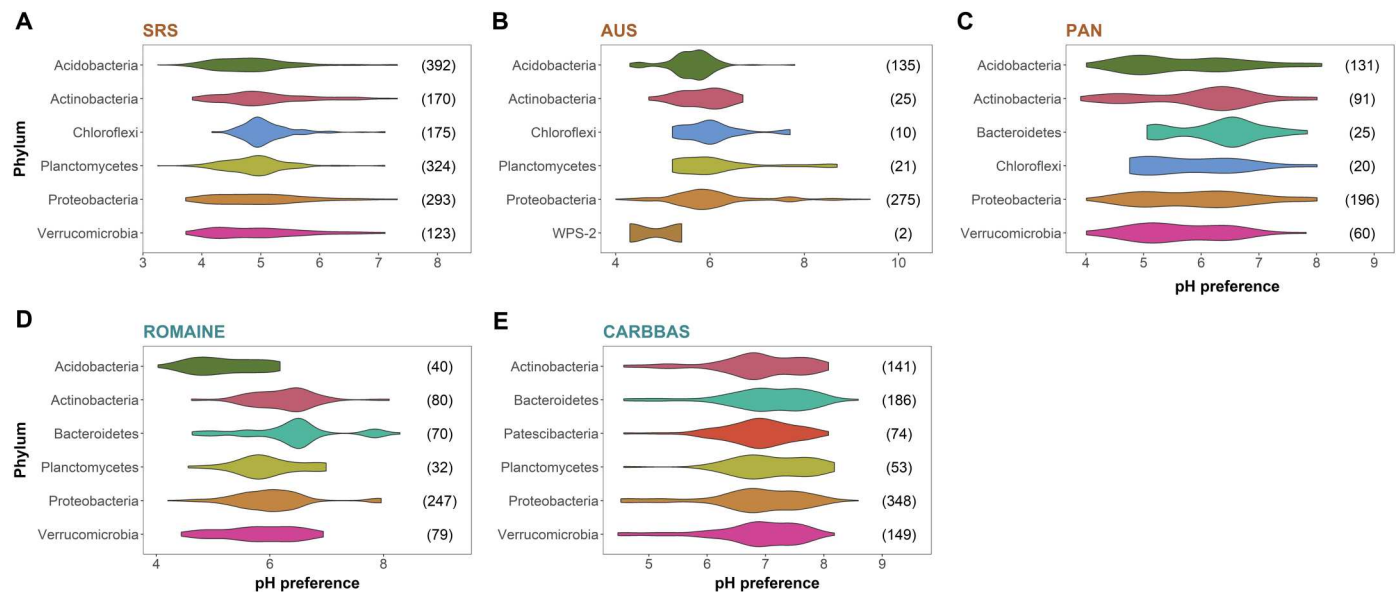 A
SRS
Phylum
Acidobacteria (392)
Actinobacteria (170)
Chloroflexi (175)
Planctomycetes (324)
Proteobacteria (293)
Verrucomicrobia (123)
3 4 5 6 7 8
B
AUS
Acidobacteria (135)
Actinobacteria (25)
Chloroflexi (10)
Planctomycetes (21)
Proteobacteria (275)
WPS-2 (2)
4 6 8 10
C
PAN
Acidobacteria (131)
Actinobacteria (91)
Bacteroidetes (25)
Chloroflexi (20)
Proteobacteria (196)
Verrucomicrobia (60)
4 5 6 7 8 9
pH preference
D
ROMAINE
Phylum
Acidobacteria (40)
Actinobacteria (80)
Bacteroidetes (70)
Planctomycetes (32)
Proteobacteria (247)
Verrucomicrobia (79)
4 6 8
pH preference
E
CARBBAS
Actinobacteria (141)
Bacteroidetes (186)
Patescibacteria (74)
Planctomycetes (53)
Proteobacteria (348)
Verrucomicrobia (149)
5 6 7 8 9
pH preference